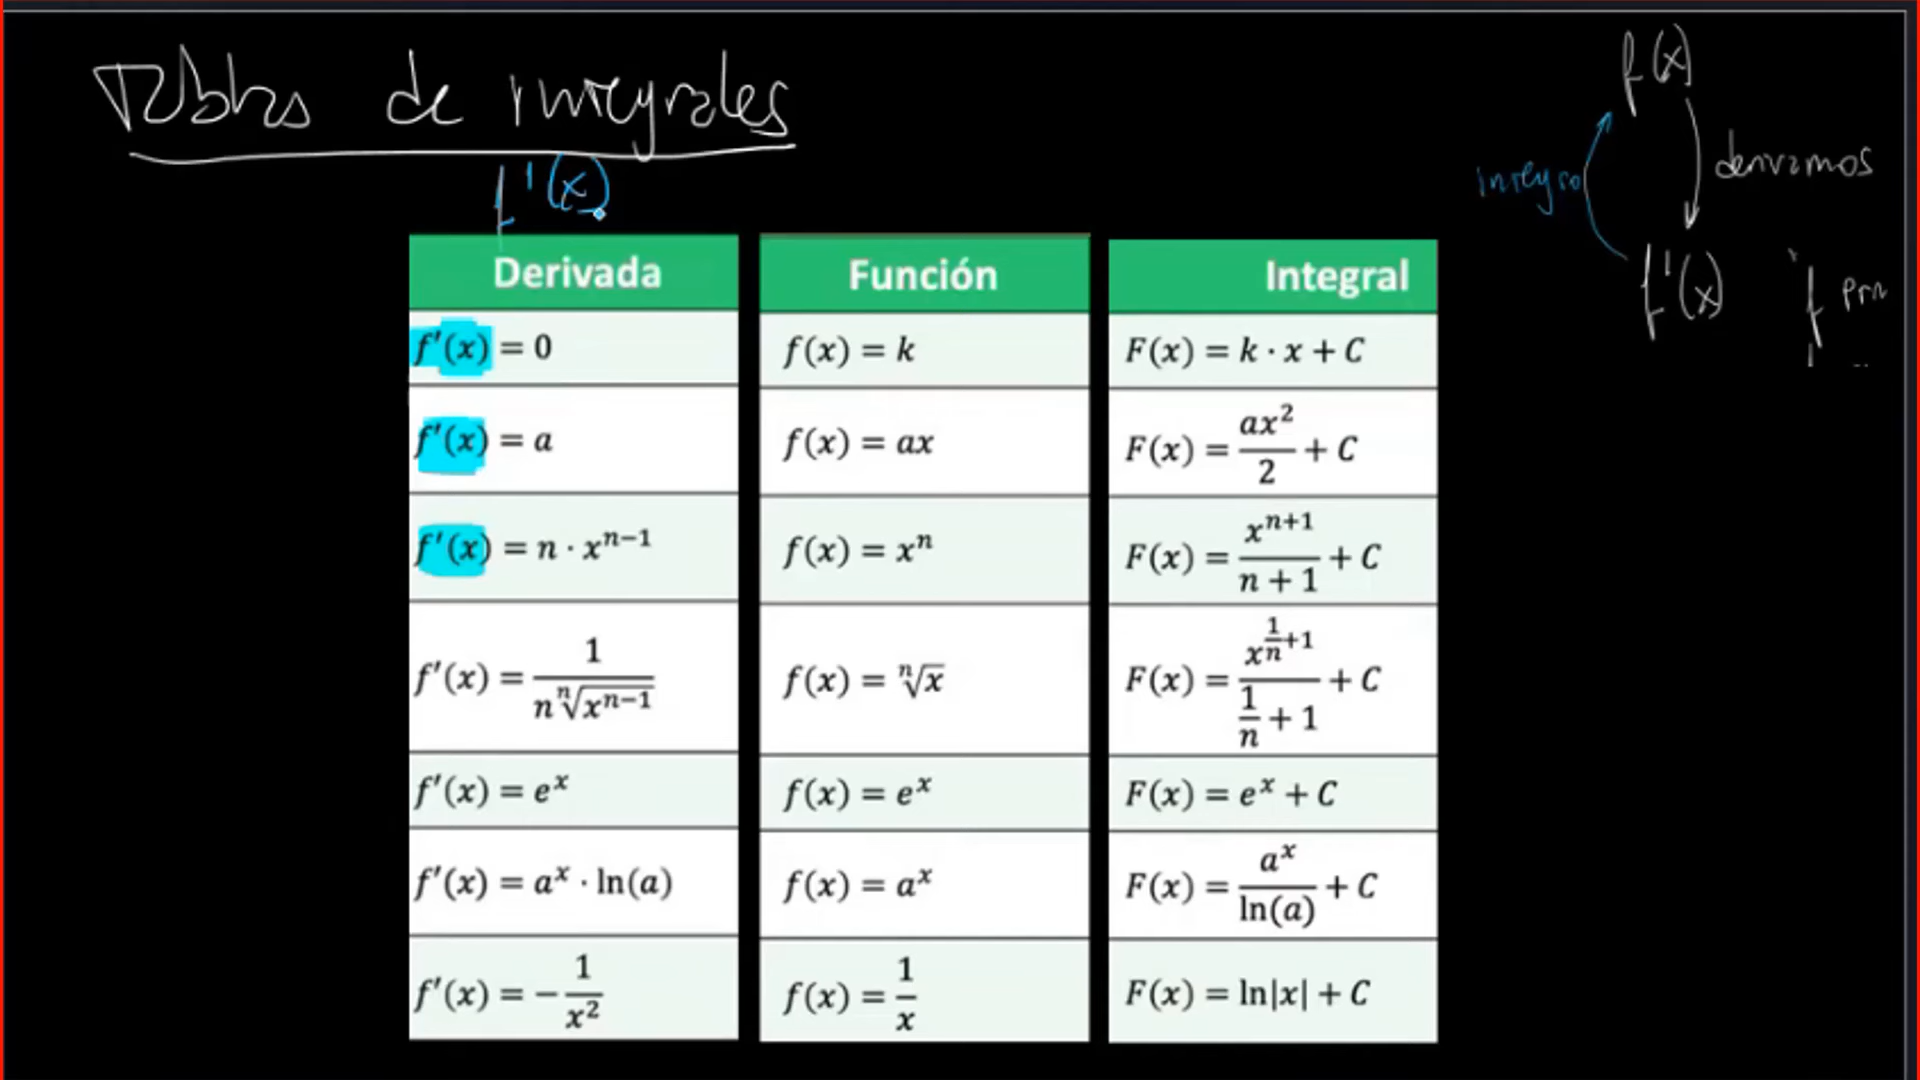 Tablas de integrales
f'(x)
f(x)
derivamos
integro
f'(x)
f
Derivada Función Integral
f'(x) = 0 f(x) = k F(x) = k · x + C
f'(x) = a f(x) = ax F(x) = ax²/2 + C
f'(x) = n · xⁿ⁻¹ f(x) = xⁿ F(x) = xⁿ⁺¹/(n + 1) + C
f'(x) = 1/(n ⁿ√(xⁿ⁻¹)) f(x) = ⁿ√x F(x) = x^(1/n+1)/(1/n + 1) + C
f'(x) = eˣ f(x) = eˣ F(x) = eˣ + C
f'(x) = aˣ · ln(a) f(x) = aˣ F(x) = aˣ/ln(a) + C
f'(x) = −1/x² f(x) = 1/x F(x) = ln|x| + C